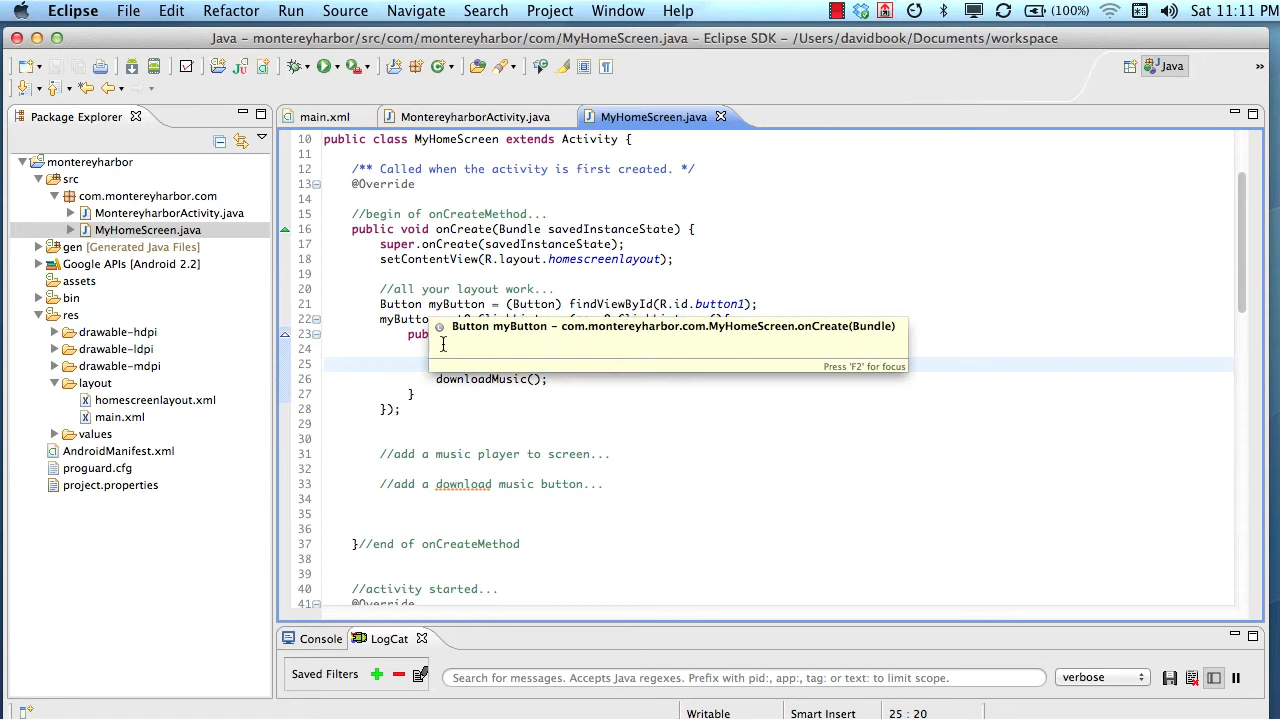 Eclipse File Edit Refactor Run Source Navigate Search Project Window Help (100%) Sat 11:11 PM
Java - montereyharbor/src/com/montereyharbor/com/MyHomeScreen.java - Eclipse SDK - /Users/davidbook/Documents/workspace
Java »
Package Explorer
main.xml MontereyharborActivity.java MyHomeScreen.java
montereyharbor
src
com.montereyharbor.com
MontereyharborActivity.java
MyHomeScreen.java
gen [Generated Java Files]
Google APIs [Android 2.2]
assets
bin
res
drawable-hdpi
drawable-ldpi
drawable-mdpi
layout
homescreenlayout.xml
main.xml
values
AndroidManifest.xml
proguard.cfg
project.properties
10 public class MyHomeScreen extends Activity {
11
12 /** Called when the activity is first created. */
13 @Override
14
15 //begin of onCreateMethod...
16 public void onCreate(Bundle savedInstanceState) {
17 super.onCreate(savedInstanceState);
18 setContentView(R.layout.homescreenlayout);
19
20 //all your layout work...
21 Button myButton = (Button) findViewById(R.id.button1);
22
23
Button myButton - com.montereyharbor.com.MyHomeScreen.onCreate(Bundle)
Press 'F2' for focus
24
25
26 downloadMusic();
27 }
28 });
29
30
31 //add a music player to screen...
32
33 //add a download music button...
34
35
36
37 }//end of onCreateMethod
38
39
40 //activity started...
41 @Override
Console LogCat
Saved Filters
Search for messages. Accepts Java regexes. Prefix with pid:, app:, tag: or text: to limit scope.
verbose
Writable Smart Insert 25 : 20